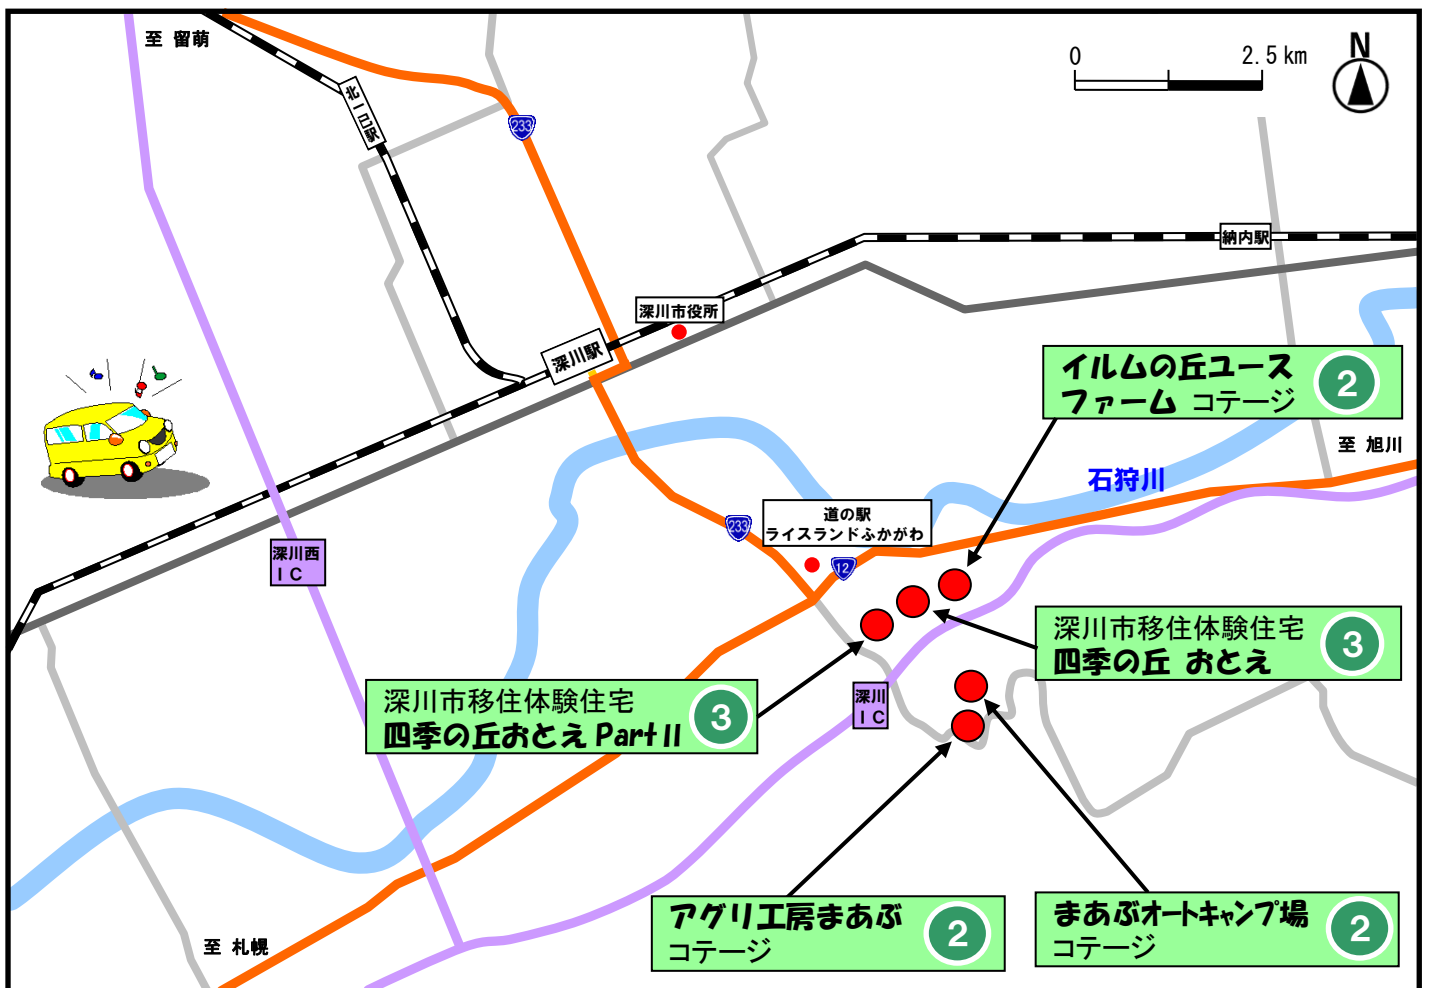 至 留萌
0
2.5km
N
北一己駅
233
納内駅
深川市役所
深川駅
イルムの丘ユース
ファーム コテージ
2
至 旭川
石狩川
道の駅
ライスランドふかがわ
233
12
深川西
IC
深川市移住体験住宅
四季の丘 おとえ
3
深川市移住体験住宅
四季の丘おとえ Part II
3
深川
IC
アグリ工房まあぶ
コテージ
2
まあぶオートキャンプ場
コテージ
2
至 札幌